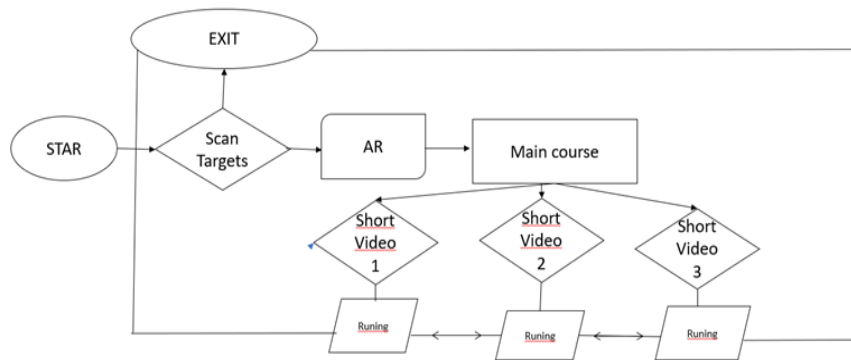 EXIT
STAR
Scan
Targets
AR
Main course
Short
Video
1
Short
Video
2
Short
Video
3
Runing
Runing
Runing